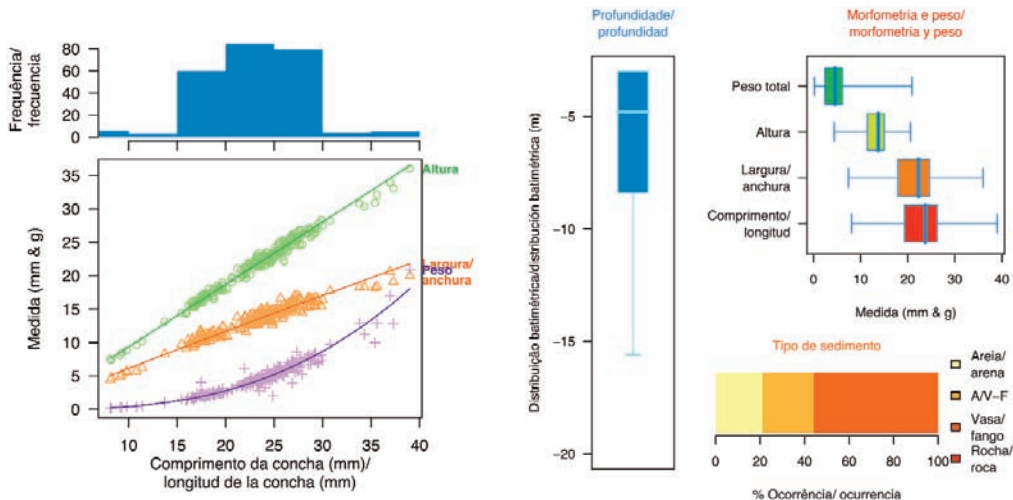 Frequência/
frecuencia
80
60
40
20
0
Medida (mm & g)
35
30
25
20
15
10
5
0
Altura
Largura/
anchura
Peso
10 15 20 25 30 35 40
Comprimento da concha (mm)/
longitud de la concha (mm)
Profundidade/
profundidad
Distribuição batimétrica/distribución batimétrica (m)
-5
-10
-15
-20
Morfometria e peso/
morfometría y peso
Peso total
Altura
Largura/
anchura
Comprimento/
longitud
0 10 20 30 40
Medida (mm & g)
Tipo de sedimento
0 20 40 60 80 100
% Ocorrência/ ocurrencia
Areia/
arena
A/V-F
Vasa/
fango
Rocha/
roca